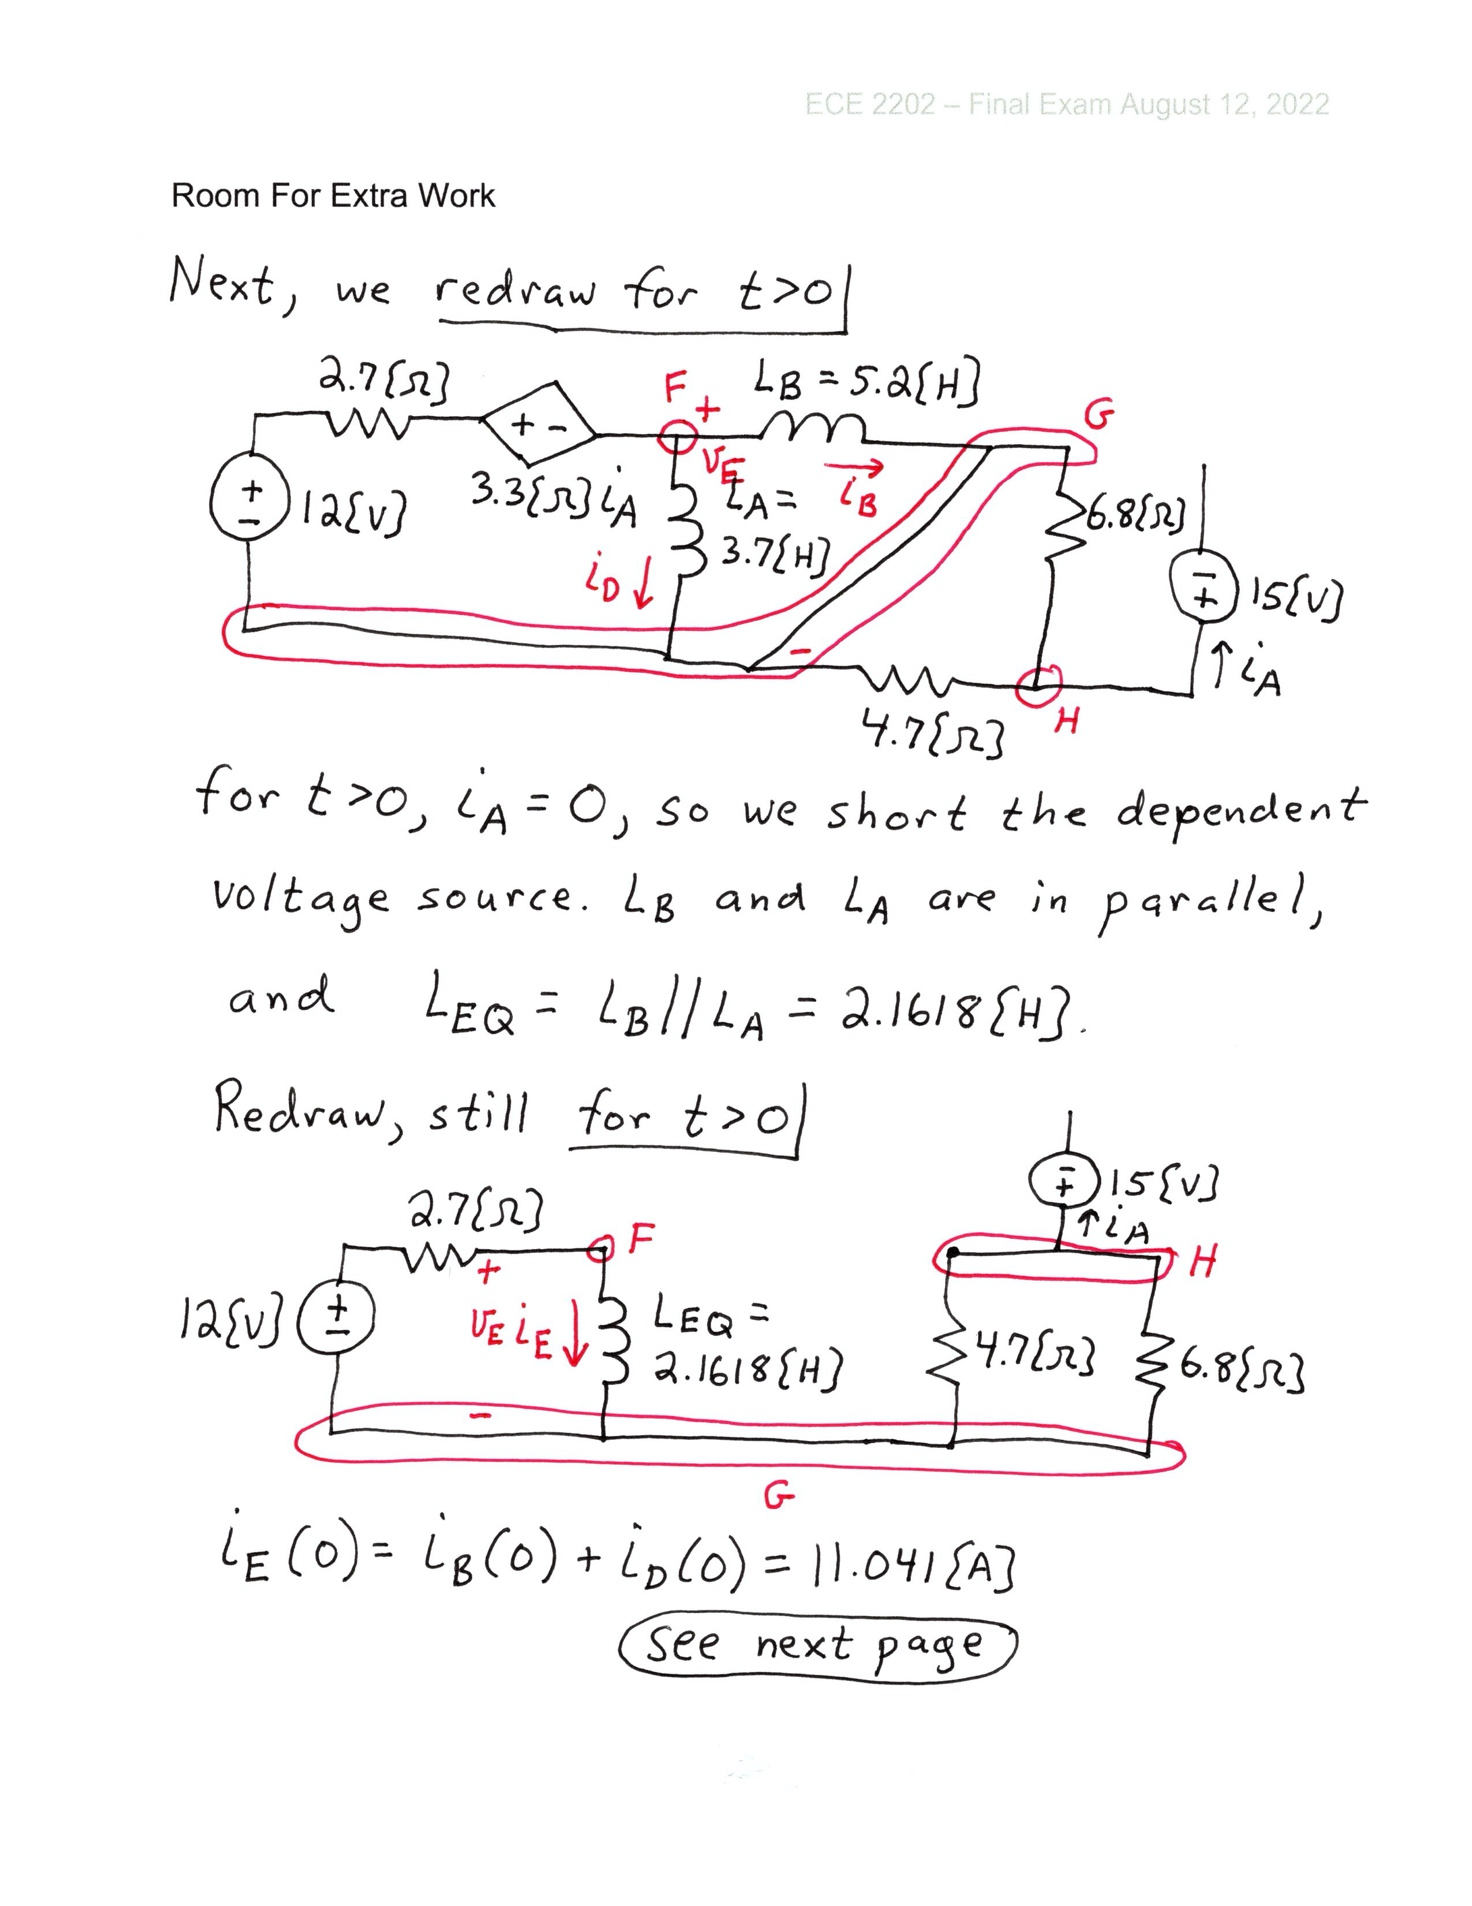 ECE 2202 – Final Exam August 12, 2022
Room For Extra Work
Next, we redraw for t>0
2.7{Ω}
F
+
LB = 5.2{H}
G
+ -
vE
+
-
12{V}
3.3{Ω}iA
LA =
3.7{H}
iB
6.8{Ω}
iD
-
+
15{V}
-
iA
4.7{Ω}
H
for t>0, iA = 0, so we short the dependent
voltage source. LB and LA are in parallel,
and LEQ = LB//LA = 2.1618{H}.
Redraw, still for t>0
-
+
15{V}
2.7{Ω}
F
iA
H
+
12{V}
+
-
vE iE
LEQ =
2.1618{H}
4.7{Ω}
6.8{Ω}
-
G
iE(0) = iB(0) + iD(0) = 11.041{A}
see next page